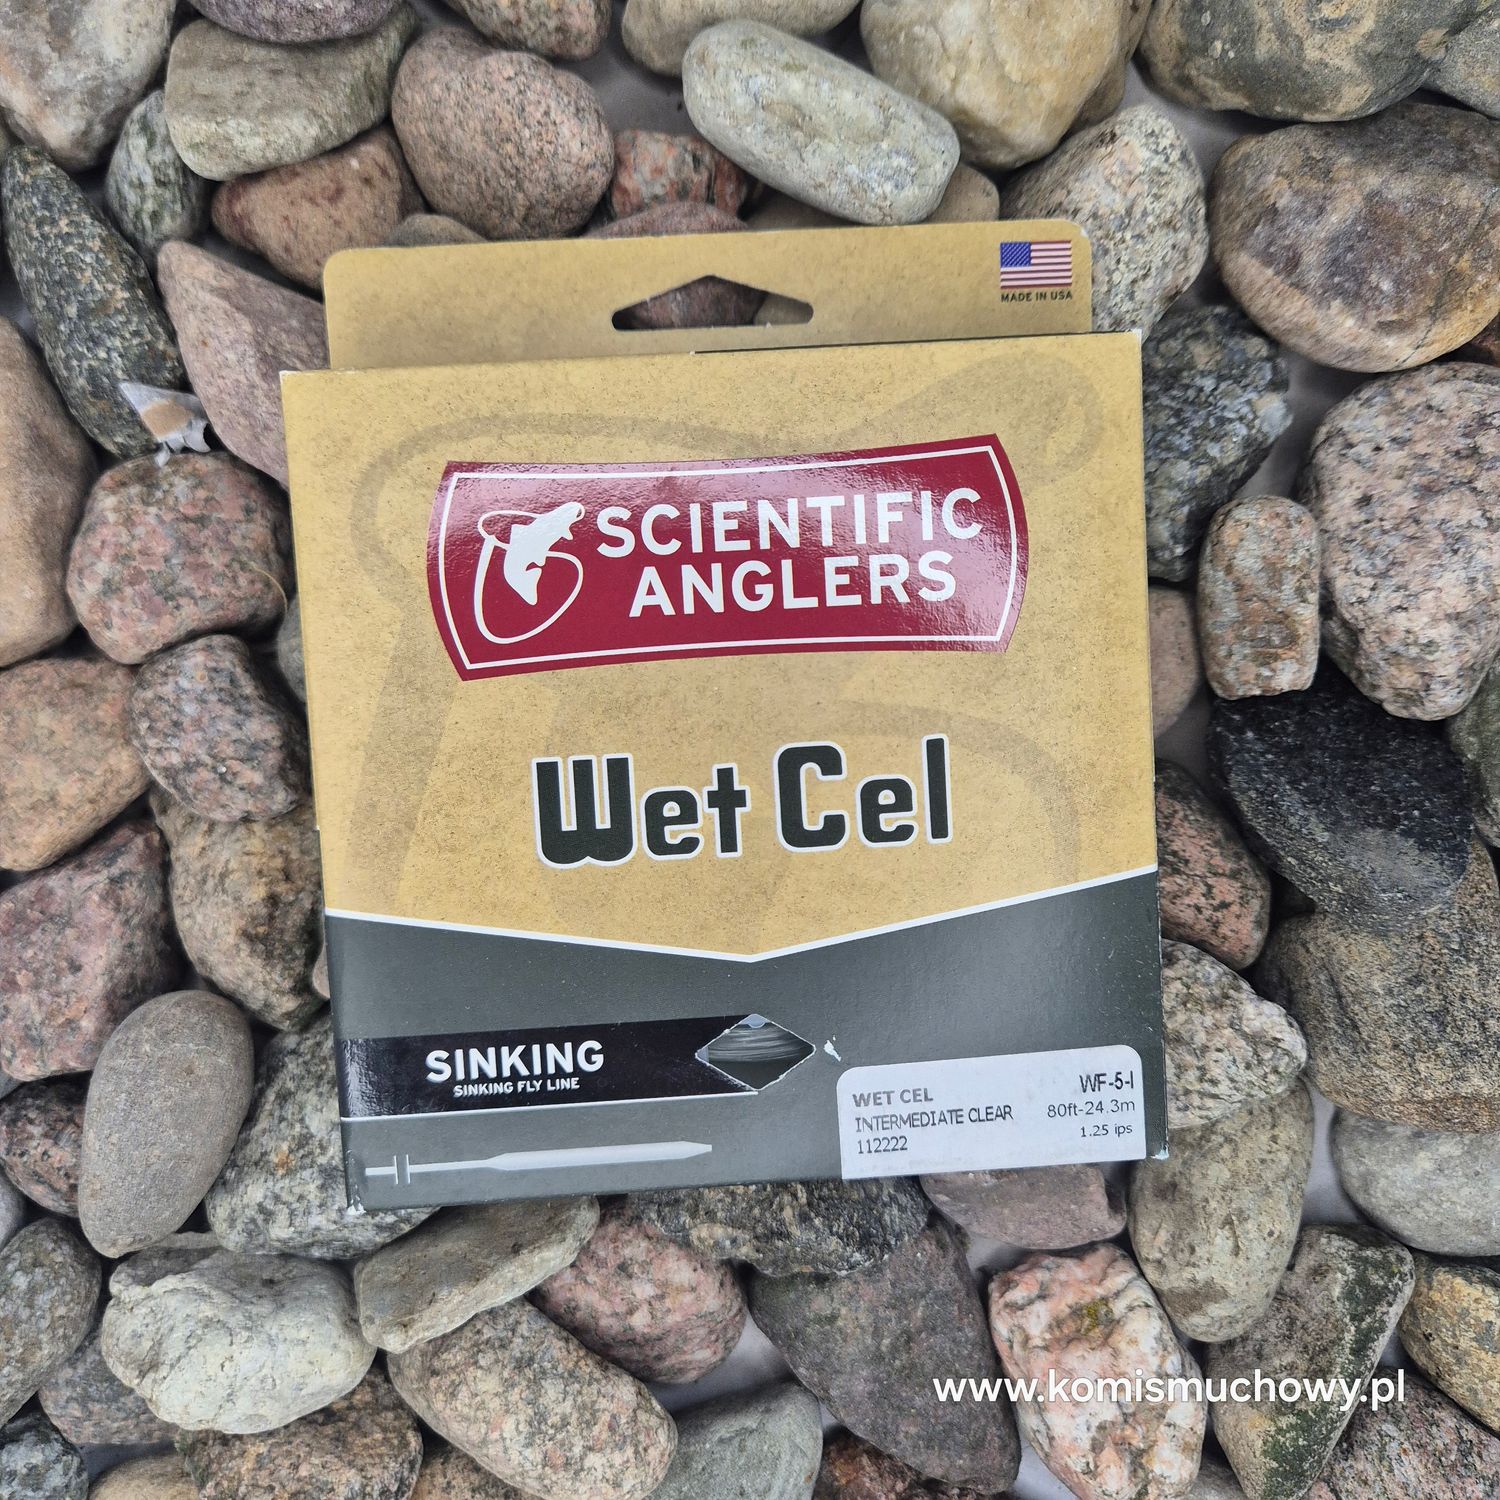 MADE IN USA
SCIENTIFIC
ANGLERS
Wet Cel
SINKING
SINKING FLY LINE
WET CEL
WF-5-I
INTERMEDIATE CLEAR
80ft-24.3m
112222
1.25 ips
www.komismuchowy.pl